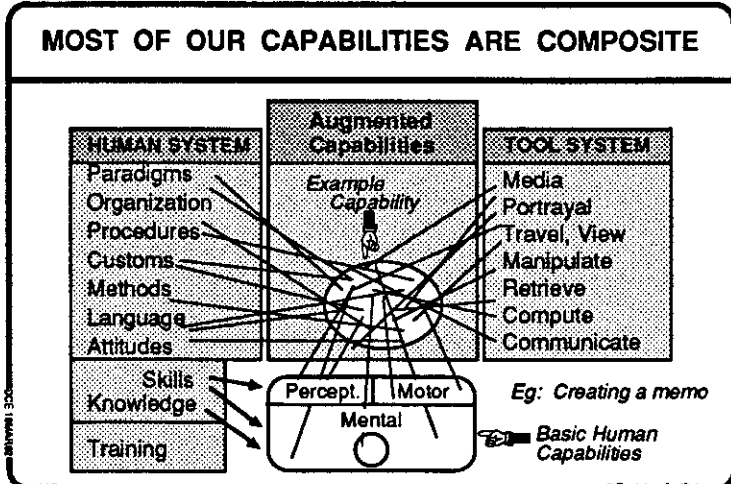 MOST OF OUR CAPABILITIES ARE COMPOSITE
Augmented
Capabilities
HUMAN SYSTEM
Paradigms
Organization
Procedures
Customs
Methods
Language
Attitudes
Skills
Knowledge
Training
Example
Capability
TOOL SYSTEM
Media
Portrayal
Travel, View
Manipulate
Retrieve
Compute
Communicate
Percept.
Motor
Mental
Eg: Creating a memo
Basic Human
Capabilities